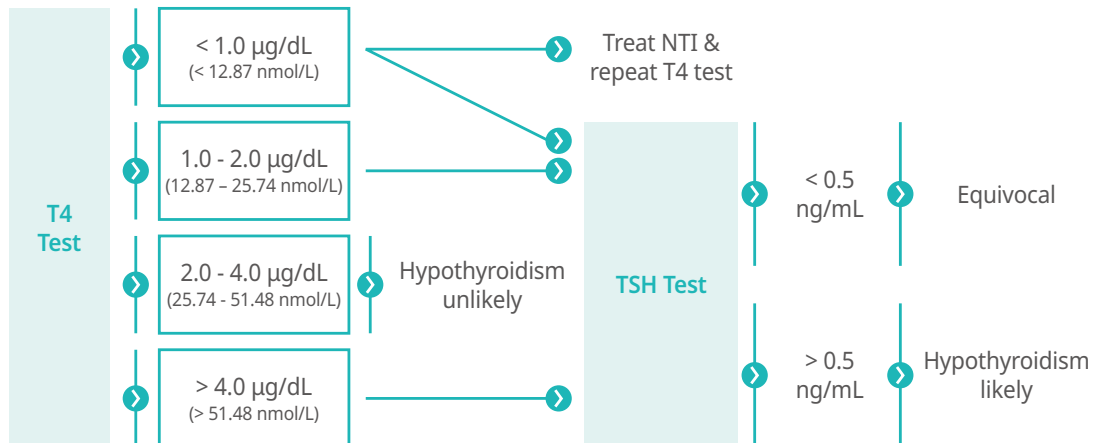 T4
Test
< 1.0 µg/dL
(< 12.87 nmol/L)
Treat NTI &
repeat T4 test
1.0 - 2.0 µg/dL
(12.87 – 25.74 nmol/L)
2.0 - 4.0 µg/dL
(25.74 - 51.48 nmol/L)
Hypothyroidism
unlikely
> 4.0 µg/dL
(> 51.48 nmol/L)
TSH Test
< 0.5
ng/mL
Equivocal
> 0.5
ng/mL
Hypothyroidism
likely